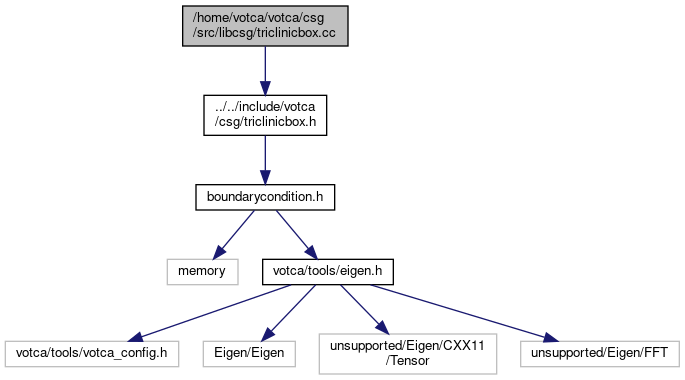 /home/votca/votca/csg
/src/libcsg/triclinicbox.cc
../../include/votca
/csg/triclinicbox.h
boundarycondition.h
memory
votca/tools/eigen.h
votca/tools/votca_config.h
Eigen/Eigen
unsupported/Eigen/CXX11
/Tensor
unsupported/Eigen/FFT